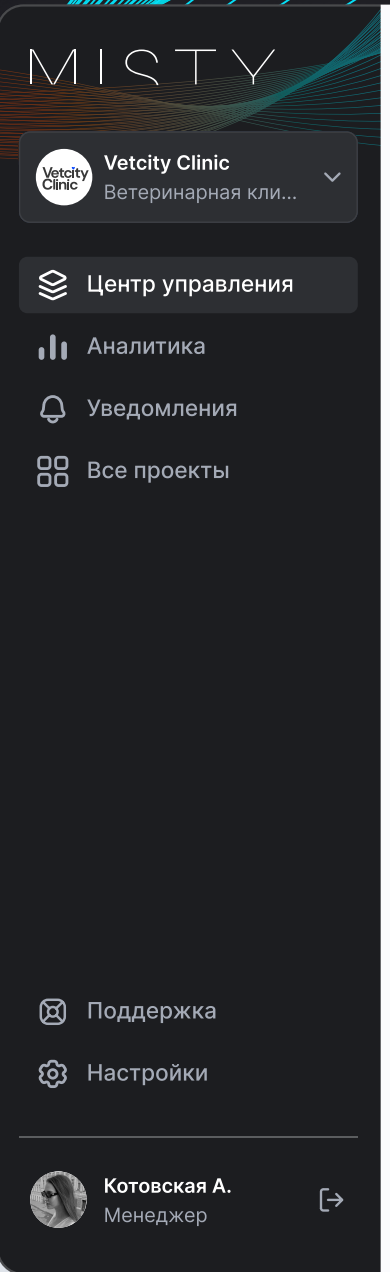 MISTY
Vetcity
Clinic
Vetcity Clinic
Ветеринарная кли...
Центр управления
Аналитика
Уведомления
Все проекты
Поддержка
Настройки
Котовская А.
Менеджер